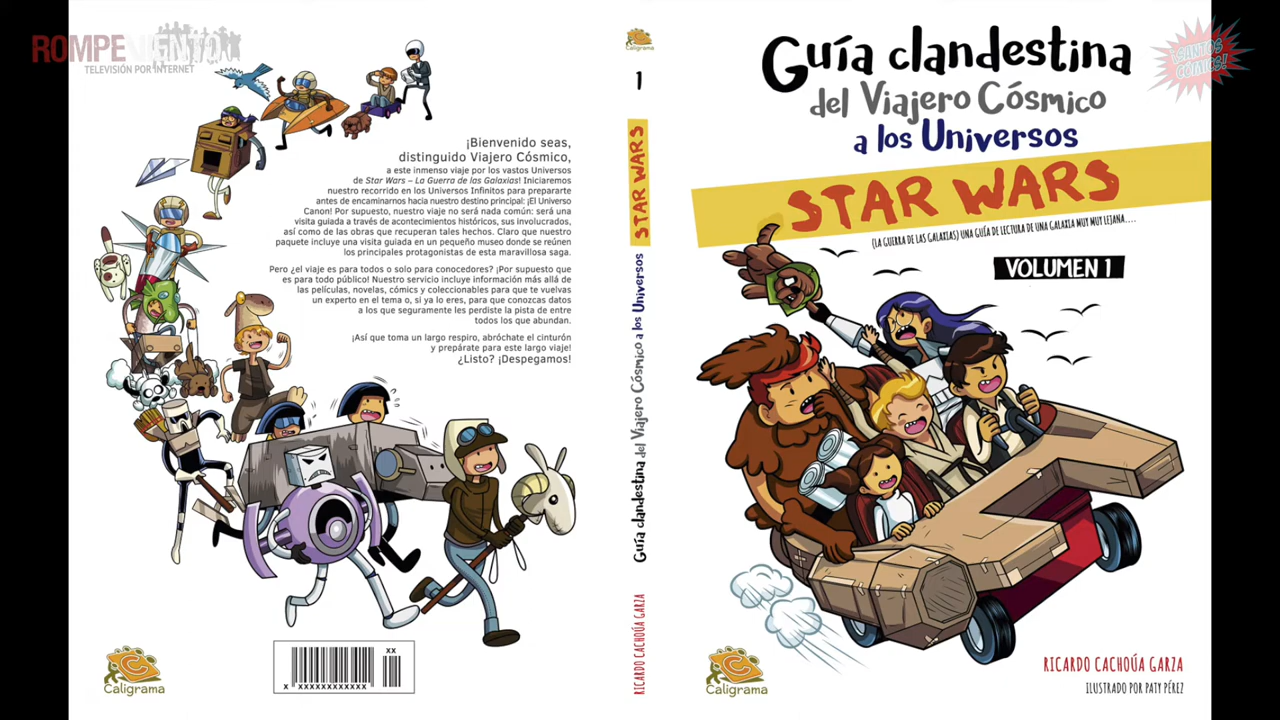 ROMPEVIENTO
TELEVISIÓN POR INTERNET
¡Bienvenido seas,
distinguido Viajero Cósmico,
a este inmenso viaje por los vastos Universos
de Star Wars – La Guerra de las Galaxias! Iniciaremos
nuestro recorrido en los Universos Infinitos para prepararte
antes de encaminarnos hacia nuestro destino principal: ¡El Universo
Canon! Por supuesto, nuestro viaje no será nada común: será una
visita guiada a través de acontecimientos históricos, sus involucrados,
así como de las obras que recuperan tales hechos. Claro que nuestro
paquete incluye una visita guiada en un pequeño museo donde se reúnen
los principales protagonistas de esta maravillosa saga.
Pero ¿el viaje es para todos o solo para conocedores? ¡Por supuesto que
es para todo público! Nuestro servicio incluye información más allá de
las películas, novelas, cómics y coleccionables para que te vuelvas
un experto en el tema o, si ya lo eres, para que conozcas datos
a los que seguramente les perdiste la pista de entre
todos los que abundan.
¡Así que toma un largo respiro, abróchate el cinturón
y prepárate para este largo viaje!
¿Listo? ¡Despegamos!
Caligrama
XX
X XXXXXXXXXXXX
Caligrama
1
STAR WARS
Guía clandestina del Viajero Cósmico a los Universos
RICARDO CACHOÚA GARZA
Guía clandestina
del Viajero Cósmico
a los Universos
STAR WARS
(LA GUERRA DE LAS GALAXIAS) UNA GUÍA DE LECTURA DE UNA GALAXIA MUY MUY LEJANA....
VOLUMEN 1
¡SANTOS
CÓMICS!
Caligrama
RICARDO CACHOÚA GARZA
ILUSTRADO POR PATY PÉREZ